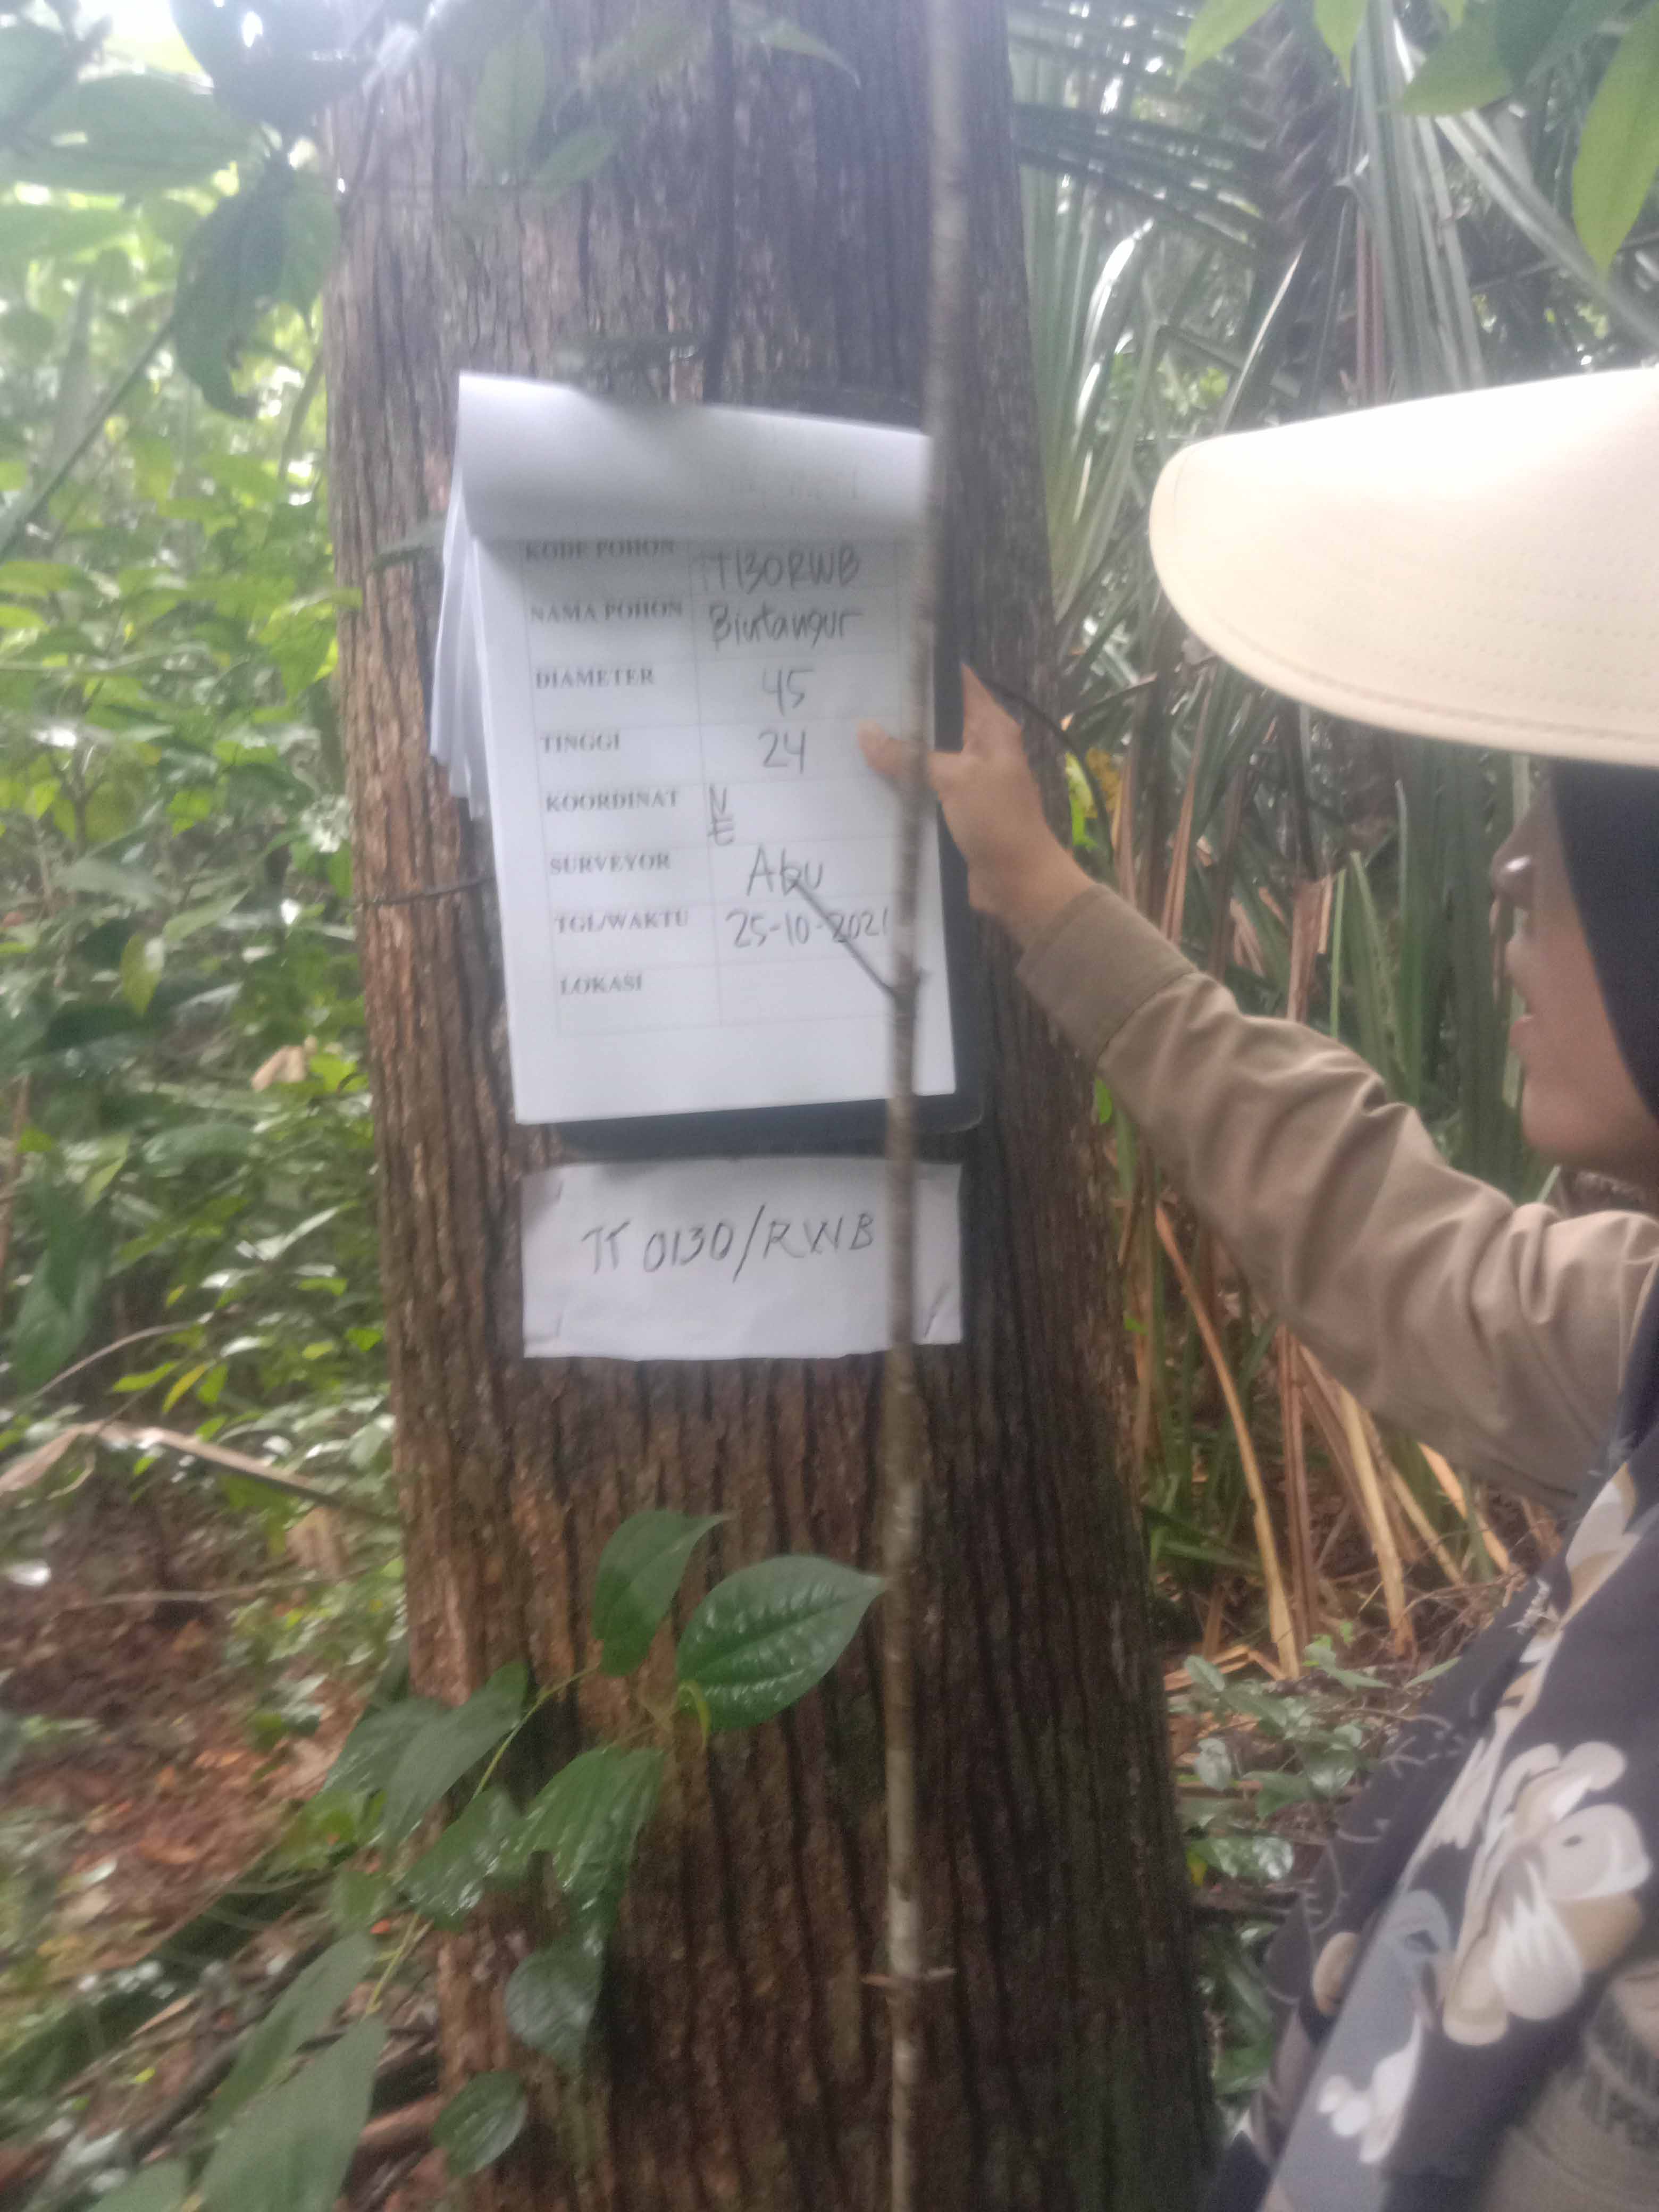 KODE POHON TT130RWB
NAMA POHON Bintangur
DIAMETER 45
TINGGI 24
KOORDINAT N
E
SURVEYOR Abu
TGL/WAKTU 25-10-2021
LOKASI
TT 0130/RWB